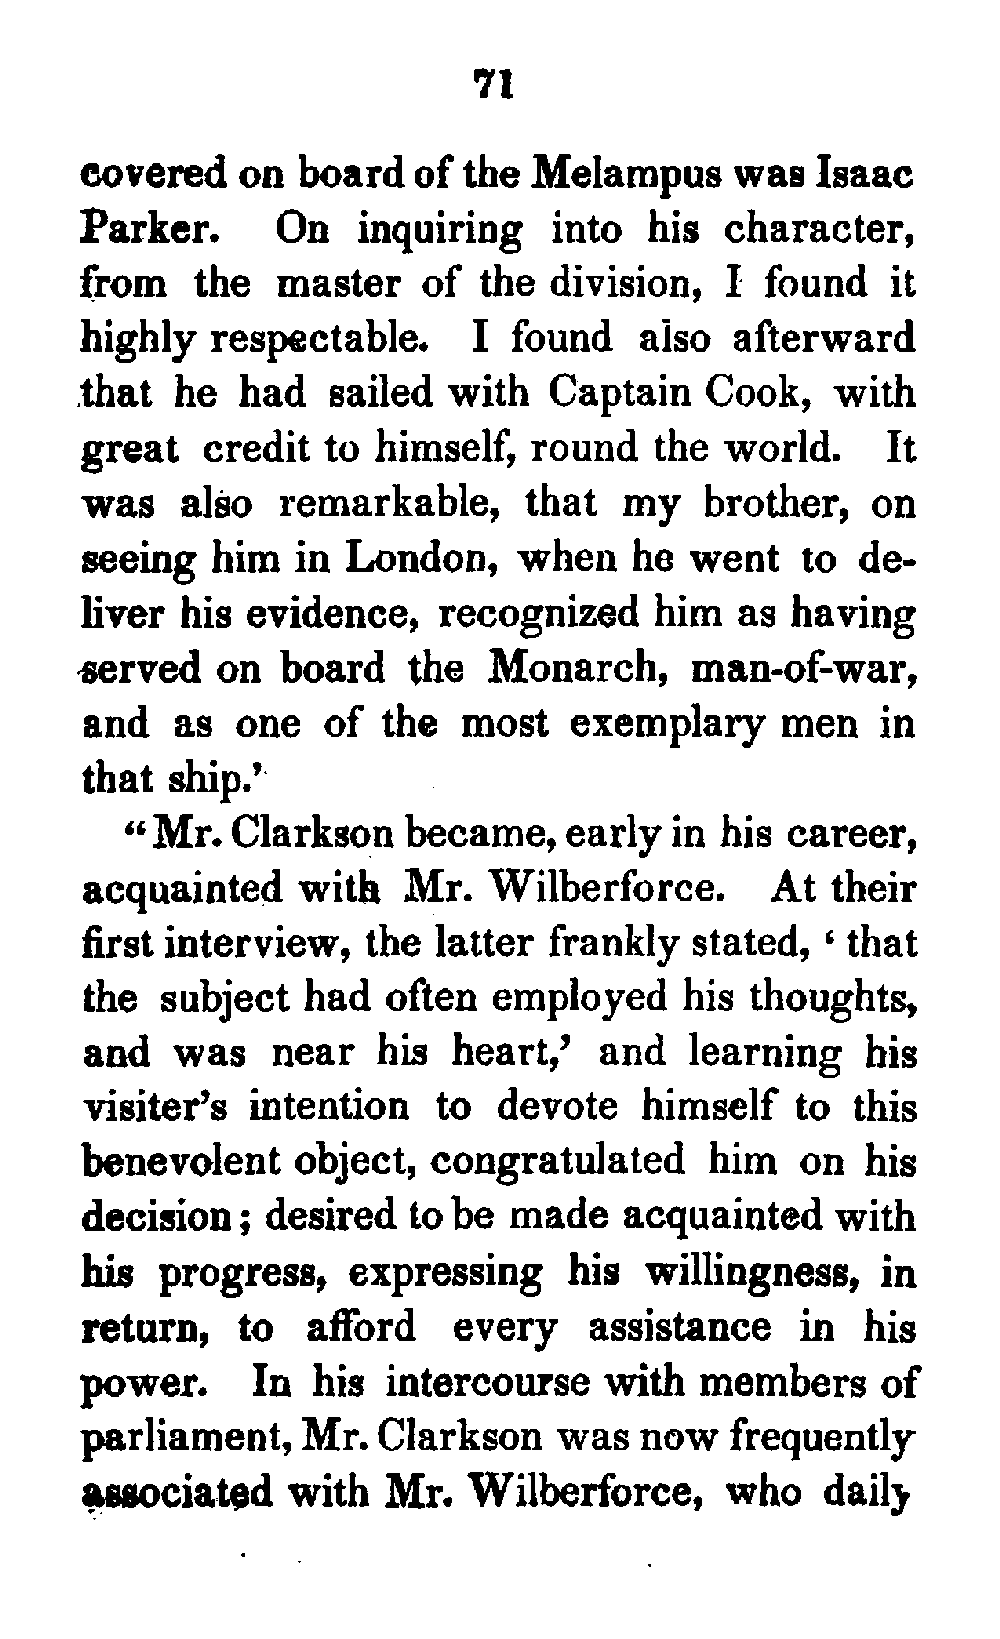 71
covered on board of the Melampus was Isaac
Parker. On inquiring into his character,
from the master of the division, I found it
highly respectable. I found also afterward
that he had sailed with Captain Cook, with
great credit to himself, round the world. It
was also remarkable, that my brother, on
seeing him in London, when he went to de-
liver his evidence, recognized him as having
served on board the Monarch, man-of-war,
and as one of the most exemplary men in
that ship.'
"Mr. Clarkson became, early in his career,
acquainted with Mr. Wilberforce. At their
first interview, the latter frankly stated, ' that
the subject had often employed his thoughts,
and was near his heart,' and learning his
visiter's intention to devote himself to this
benevolent object, congratulated him on his
decision; desired to be made acquainted with
his progress, expressing his willingness, in
return, to afford every assistance in his
power. In his intercourse with members of
parliament, Mr. Clarkson was now frequently
associated with Mr. Wilberforce, who daily